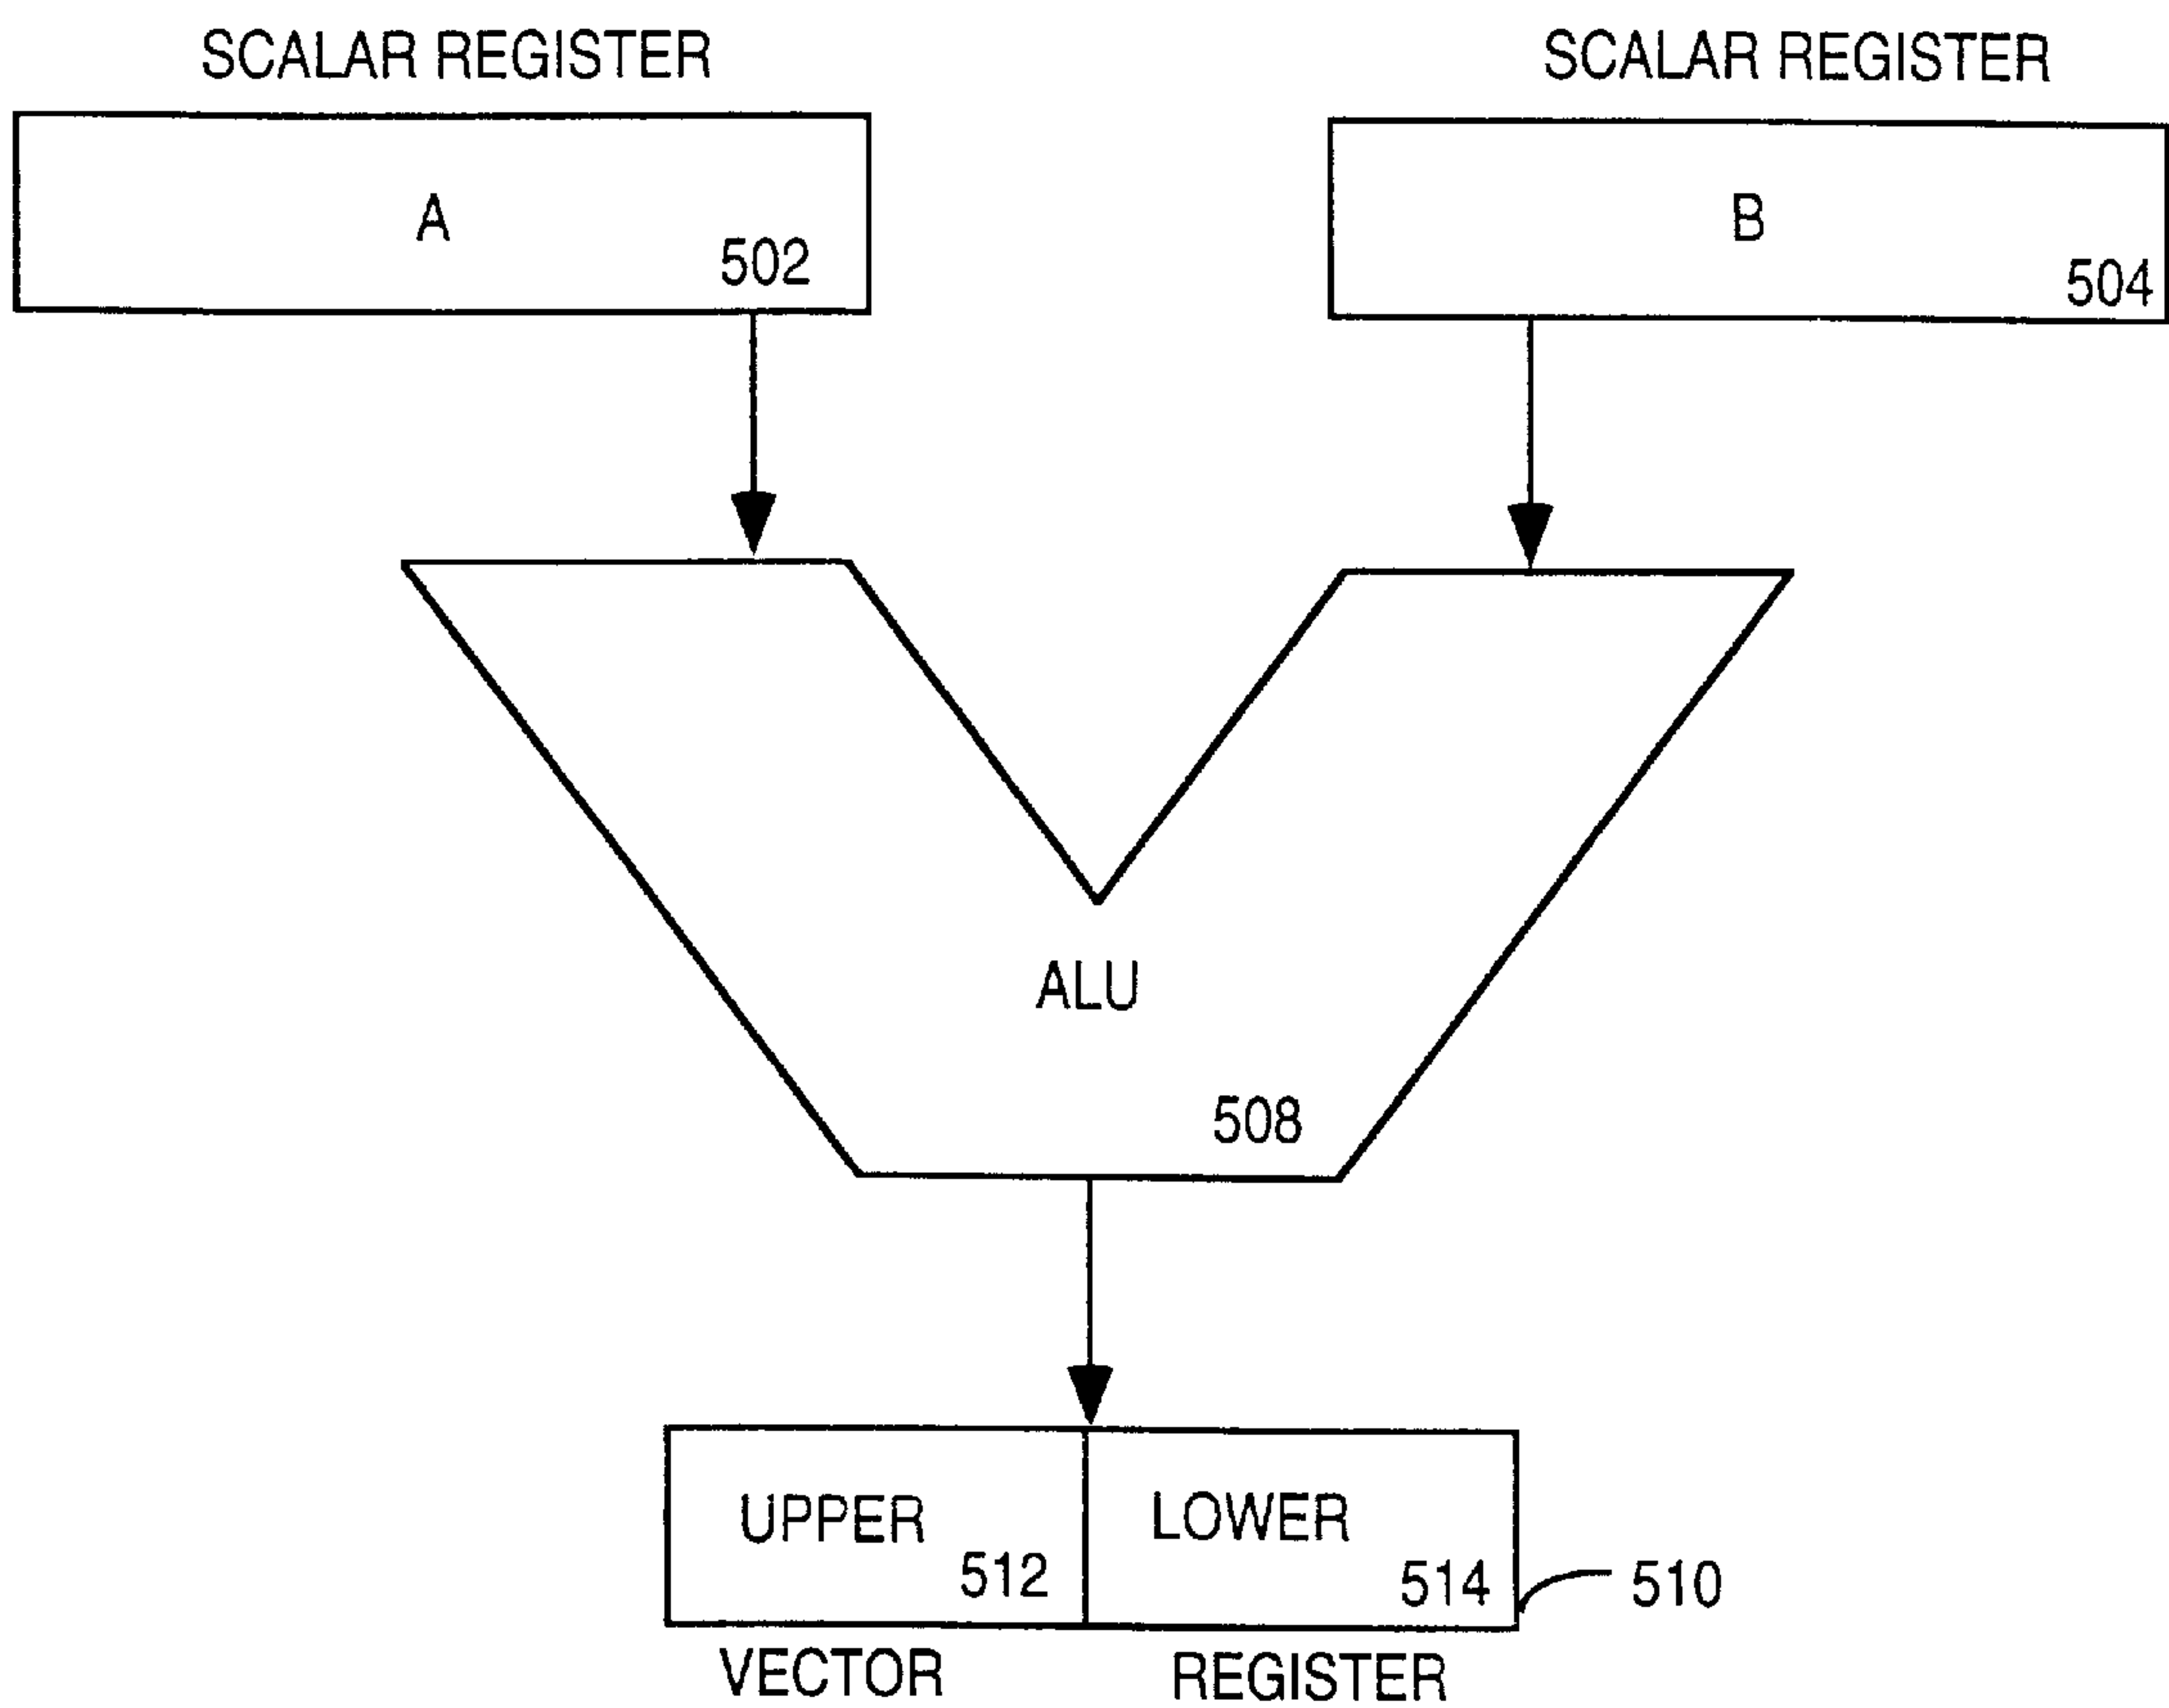 SCALAR REGISTER
SCALAR REGISTER
A
502
B
504
ALU
508
UPPER
512
LOWER
514
510
VECTOR REGISTER